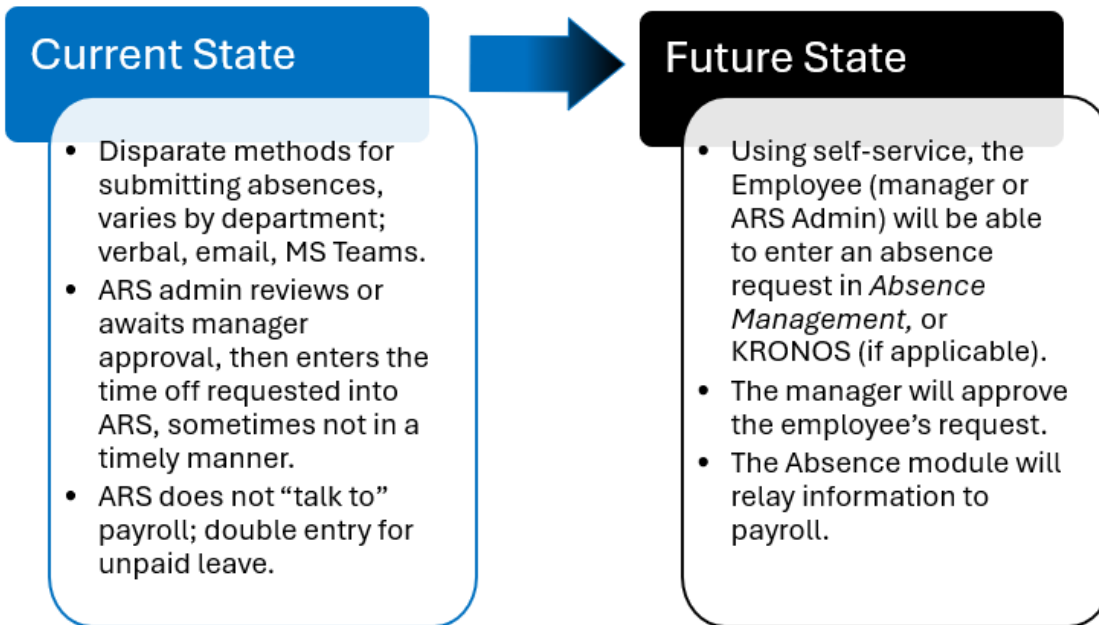 Current State
• Disparate methods for
submitting absences,
varies by department;
verbal, email, MS Teams.
• ARS admin reviews or
awaits manager
approval, then enters the
time off requested into
ARS, sometimes not in a
timely manner.
• ARS does not “talk to”
payroll; double entry for
unpaid leave.
Future State
• Using self-service, the
Employee (manager or
ARS Admin) will be able
to enter an absence
request in Absence
Management, or
KRONOS (if applicable).
• The manager will approve
the employee’s request.
• The Absence module will
relay information to
payroll.